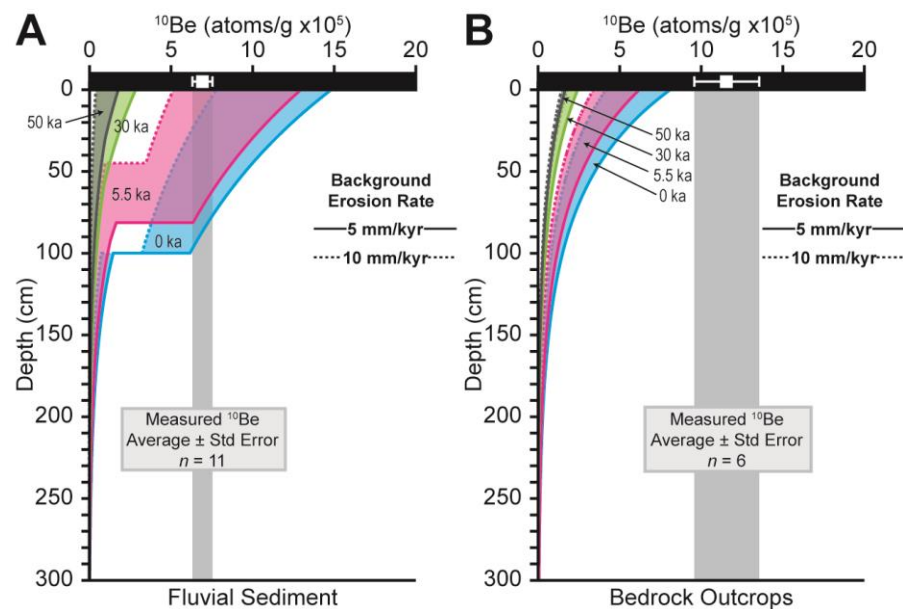 A
¹⁰Be (atoms/g x10⁵)
0 5 10 15 20
0
50
100
150
200
250
300
Depth (cm)
50 ka
30 ka
5.5 ka
0 ka
Background
Erosion Rate
5 mm/kyr
10 mm/kyr
Measured ¹⁰Be
Average ± Std Error
n = 11
Fluvial Sediment
B
¹⁰Be (atoms/g x10⁵)
0 5 10 15 20
0
50
100
150
200
250
300
Depth (cm)
50 ka
30 ka
5.5 ka
0 ka
Background
Erosion Rate
5 mm/kyr
10 mm/kyr
Measured ¹⁰Be
Average ± Std Error
n = 6
Bedrock Outcrops